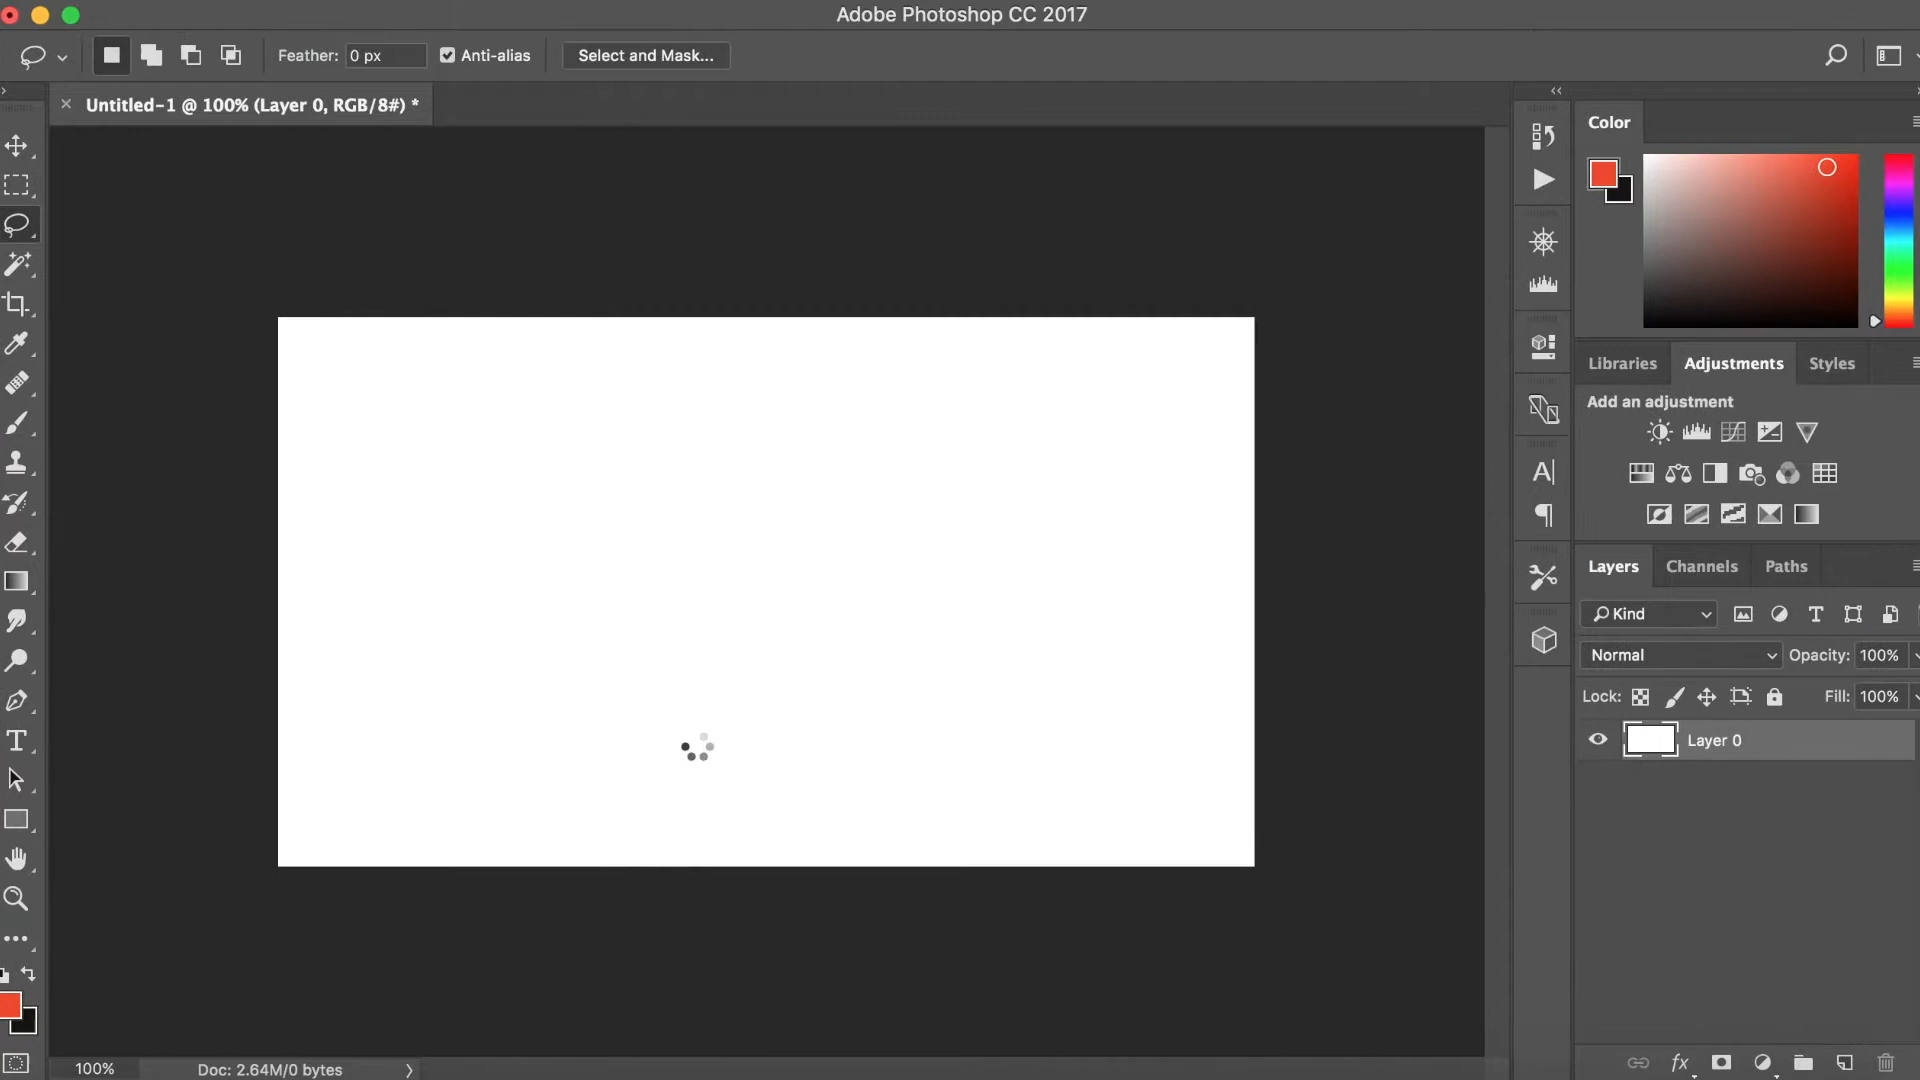 Adobe Photoshop CC 2017
Feather: 0 px Anti-alias Select and Mask...
Untitled-1 @ 100% (Layer 0, RGB/8#) *
Color
Libraries Adjustments Styles
Add an adjustment
Layers Channels Paths
Kind
Normal Opacity: 100%
Lock: Fill: 100%
Layer 0
fx
100% Doc: 2.64M/0 bytes